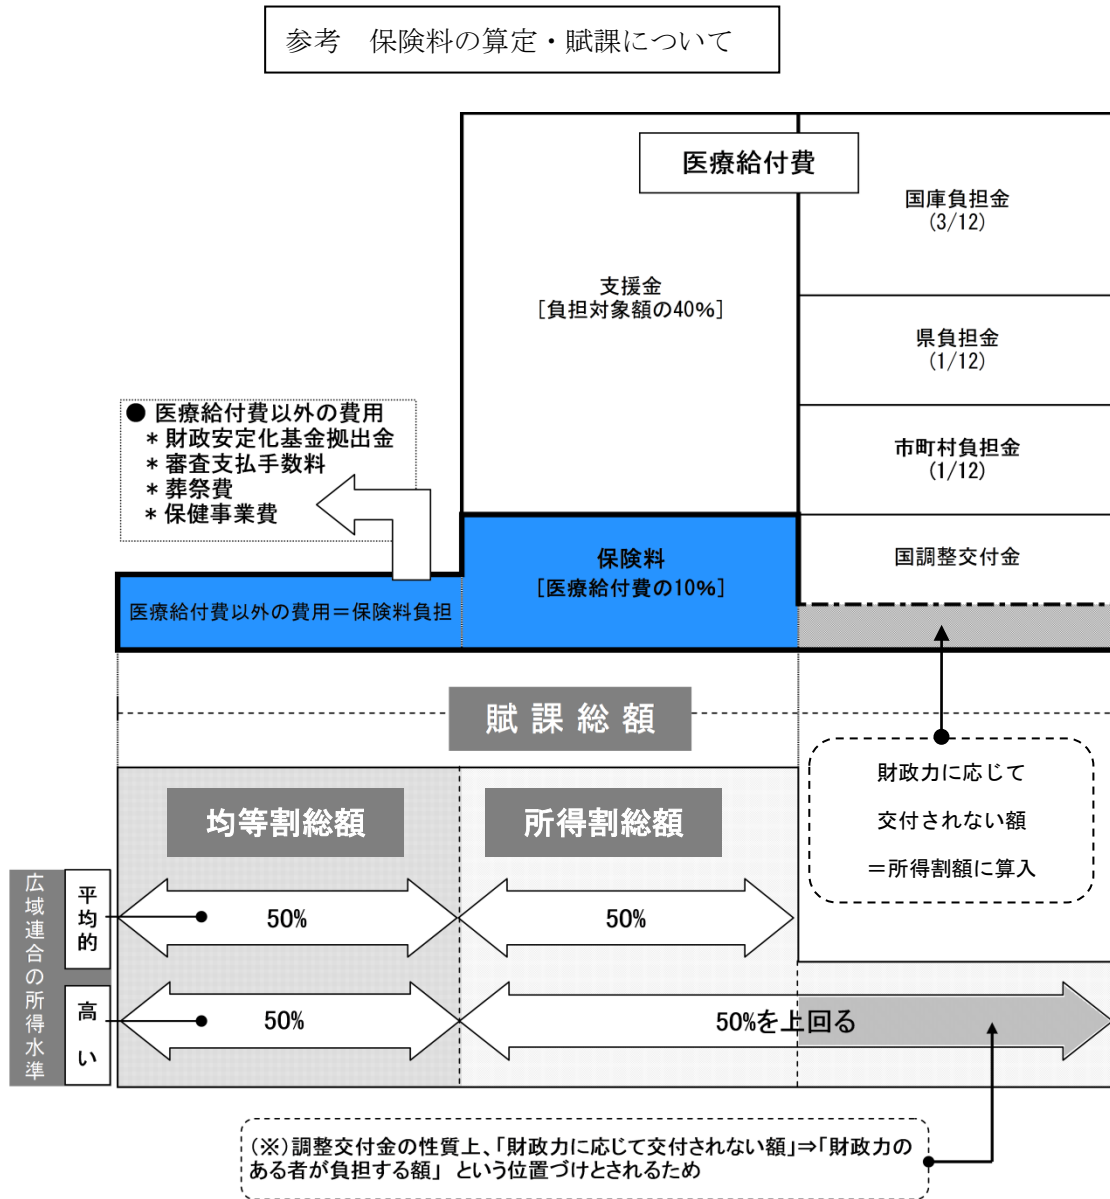 参考　保険料の算定・賦課について
医療給付費
国庫負担金
(3/12)
支援金
[負担対象額の40%]
県負担金
(1/12)
● 医療給付費以外の費用
＊財政安定化基金拠出金
＊審査支払手数料
＊葬祭費
＊保健事業費
市町村負担金
(1/12)
保険料
[医療給付費の10%]
国調整交付金
医療給付費以外の費用＝保険料負担
賦課総額
財政力に応じて
交付されない額
＝所得割額に算入
均等割総額
所得割総額
広域連合の所得水準
平均的
50%
50%
高い
50%
50%を上回る
(※)調整交付金の性質上、「財政力に応じて交付されない額」⇒「財政力の
ある者が負担する額」 という位置づけとされるため